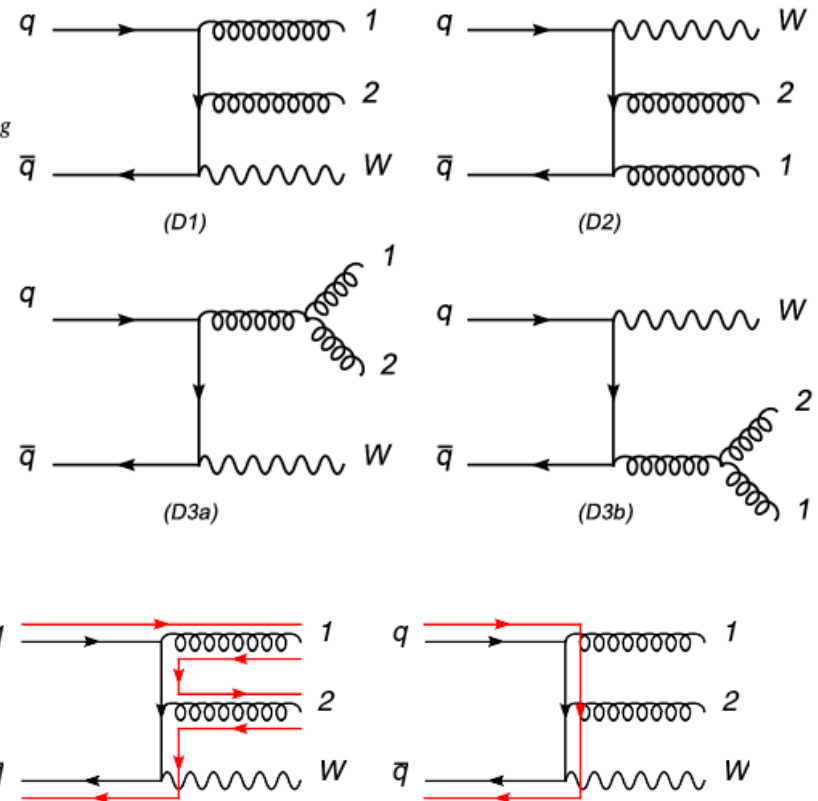 q 1 q W
2 2
g
q̅ W q̅ 1
(D1) (D2)
1
q q W
2 2
q̅ W q̅
1
(D3a) (D3b)
1 q 1
2 2
W q̅ W